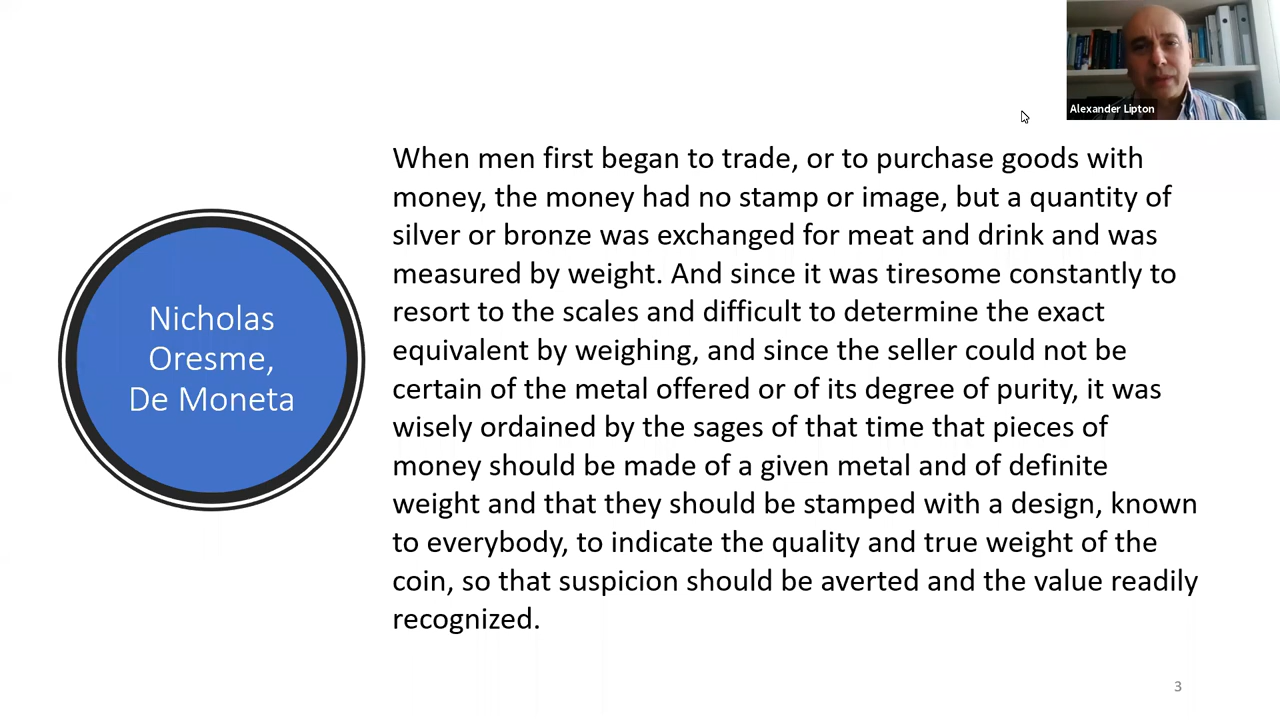 Alexander Lipton
When men first began to trade, or to purchase goods with
money, the money had no stamp or image, but a quantity of
silver or bronze was exchanged for meat and drink and was
measured by weight. And since it was tiresome constantly to
resort to the scales and difficult to determine the exact
equivalent by weighing, and since the seller could not be
certain of the metal offered or of its degree of purity, it was
wisely ordained by the sages of that time that pieces of
money should be made of a given metal and of definite
weight and that they should be stamped with a design, known
to everybody, to indicate the quality and true weight of the
coin, so that suspicion should be averted and the value readily
recognized.
Nicholas
Oresme,
De Moneta
3